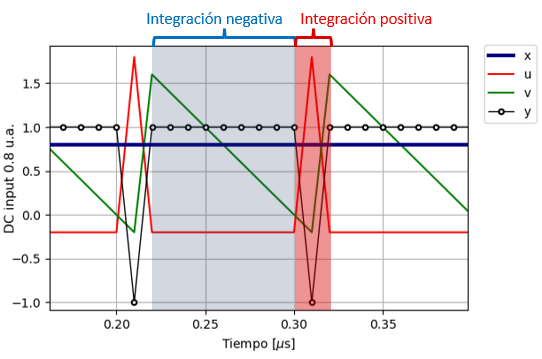 Integración negativa Integración positiva
x
u
v
y
DC input 0.8 u.a.
1.5
1.0
0.5
0.0
−0.5
−1.0
0.20 0.25 0.30 0.35
Tiempo [μs]